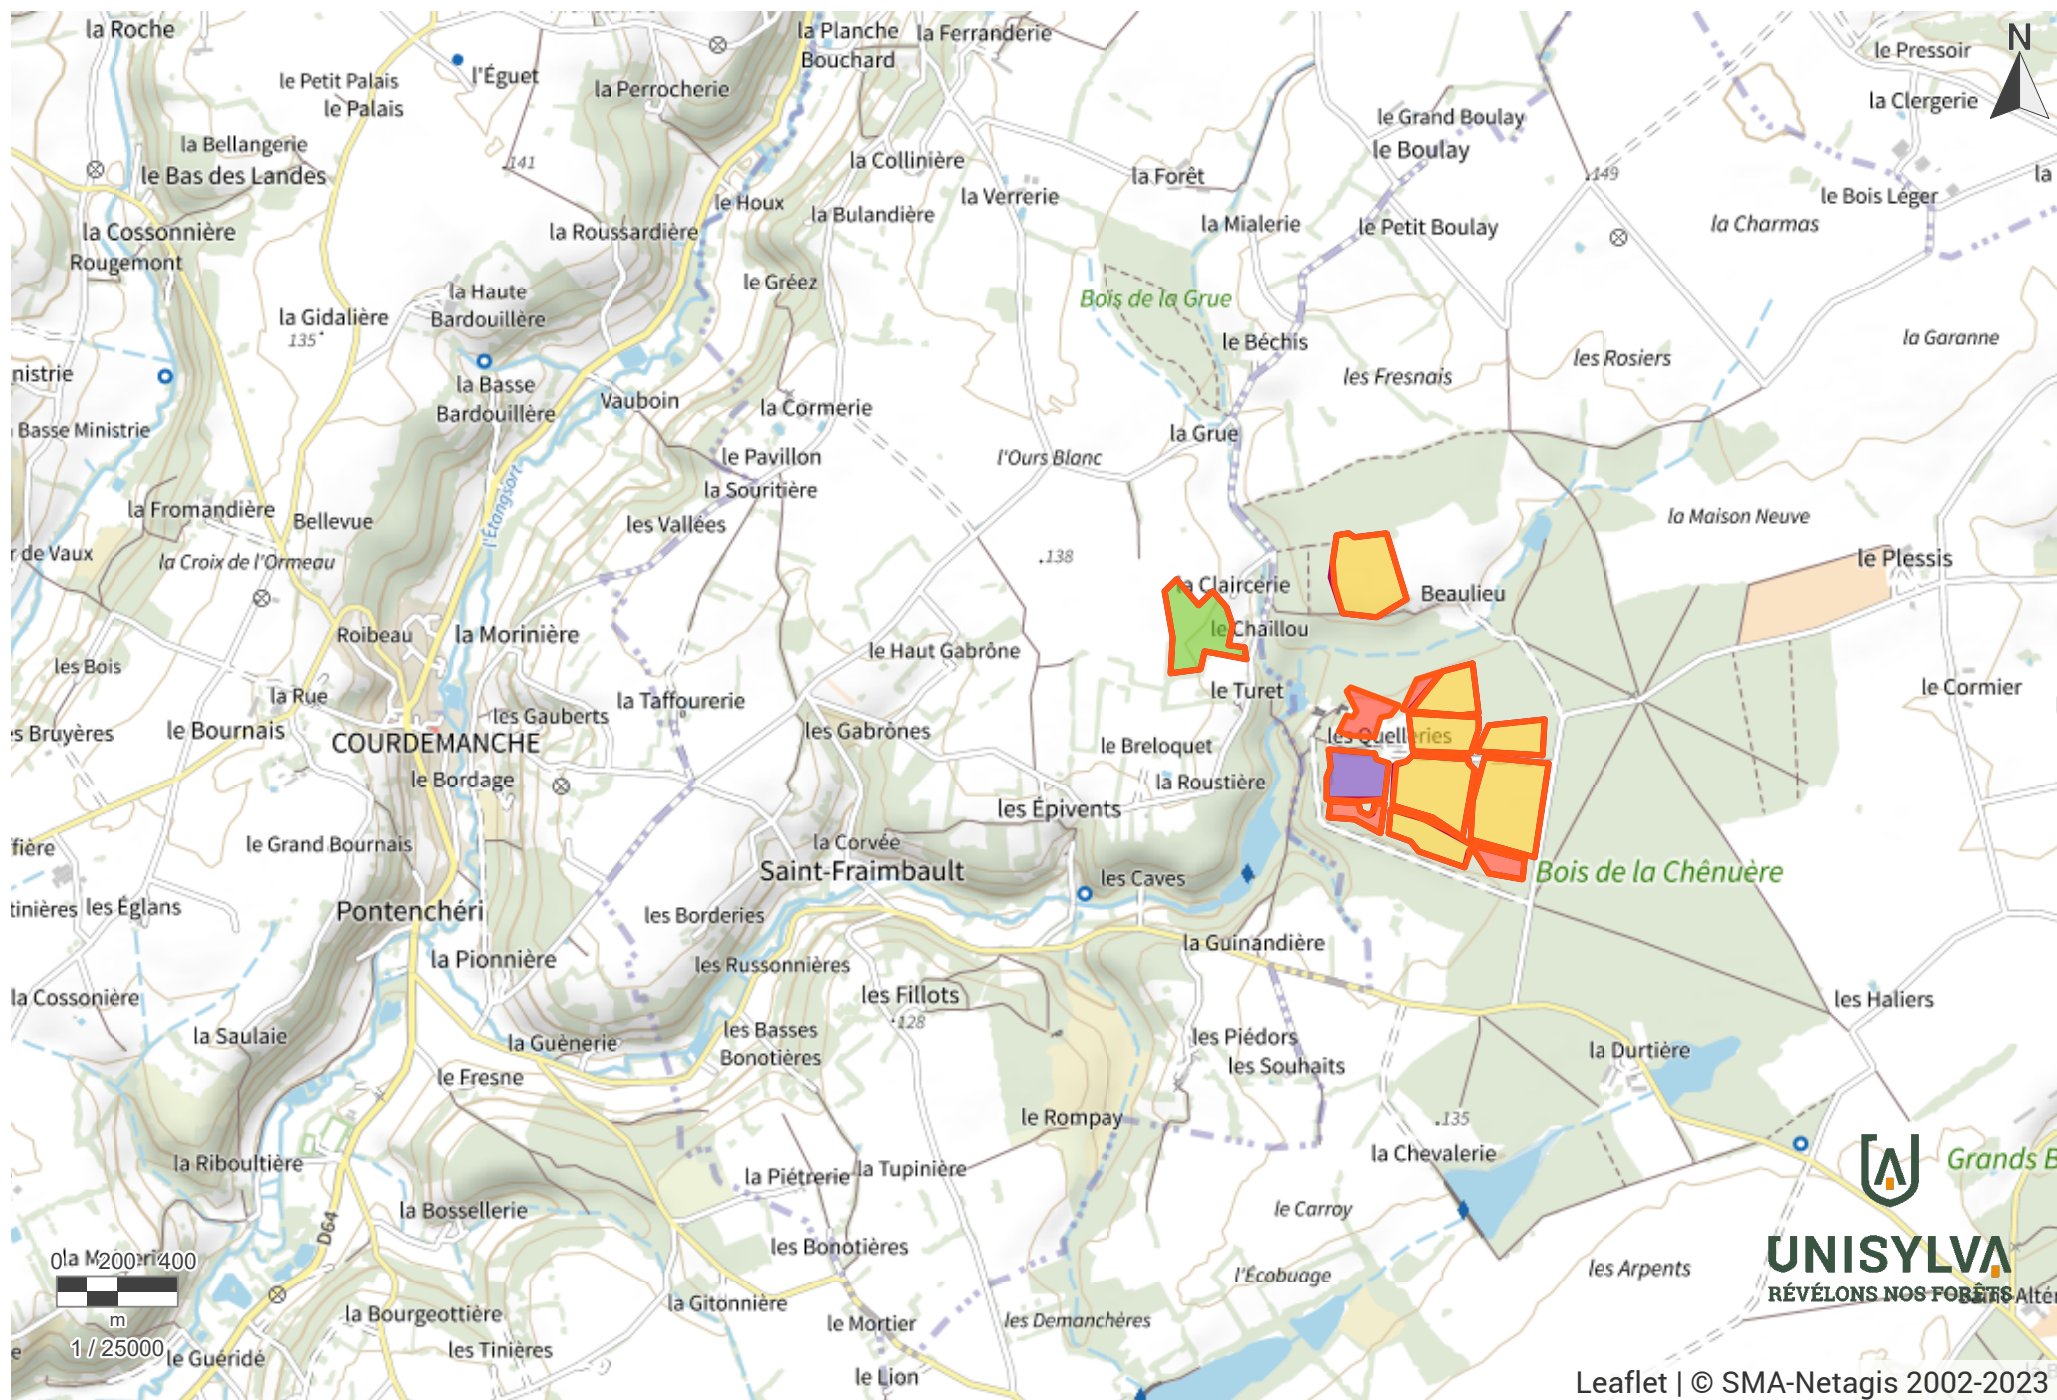 la Roche
la Planche
Bouchard
la Ferranderie
N
le Pressoir
l'Éguet
le Petit Palais
le Palais
la Perrocherie
la Clergerie
le Grand Boulay
le Boulay
la Bellangerie
141
la Collinière
le Bas des Landes
la Forêt
149
la
le Houx
la Verrerie
le Bois Léger
la Bulandière
la Mialerie
la Charmas
la Cossonnière
la Roussardière
le Petit Boulay
Rougemont
le Gréez
la Haute
Bardouillère
Bois de la Grue
la Gidalière
135
le Béchis
la Garanne
les Rosiers
nistrie
la Basse
Bardouillère
les Fresnais
Vauboin
la Cormerie
Basse Ministrie
la Grue
le Pavillon
l'Ours Blanc
la Souritière
l'Étangsort
la Fromandière
Bellevue
les Vallées
la Maison Neuve
r de Vaux
la Croix de l'Ormeau
138
le Plessis
la Claircerie
Beaulieu
Roibeau
la Morinière
le Chaillou
le Haut Gabrône
les Bois
la Rue
la Taffourerie
le Turet
le Cormier
les Gauberts
s Bruyères
le Bournais
les Gabrônes
les Quelleries
COURDEMANCHE
le Breloquet
le Bordage
la Roustière
les Épivents
fière
le Grand Bournais
la Corvée
Saint-Fraimbault
les Caves
Bois de la Chênuère
tinières
les Églans
Pontenchéri
les Borderies
la Guinandière
la Pionnière
les Russonnières
la Cossonière
les Fillots
les Haliers
128
la Saulaie
la Guènerie
les Basses
Bonotières
les Piédors
la Durtière
les Souhaits
le Fresne
le Rompay
135
la Chevalerie
la Riboultière
la Piétrerie
la Tupinière
Grands B
D64
la Bossellerie
le Carroy
les Bonotières
0 200 400
m
1 / 25000
l'Écobuage
les Arpents
UNISYLVA
RÉVÉLONS NOS FORÊTS
la Bourgeottière
la Gitonnière
le Mortier
les Demanchères
les Tinières
le Guéridé
le Lion
Leaflet | © SMA-Netagis 2002-2023